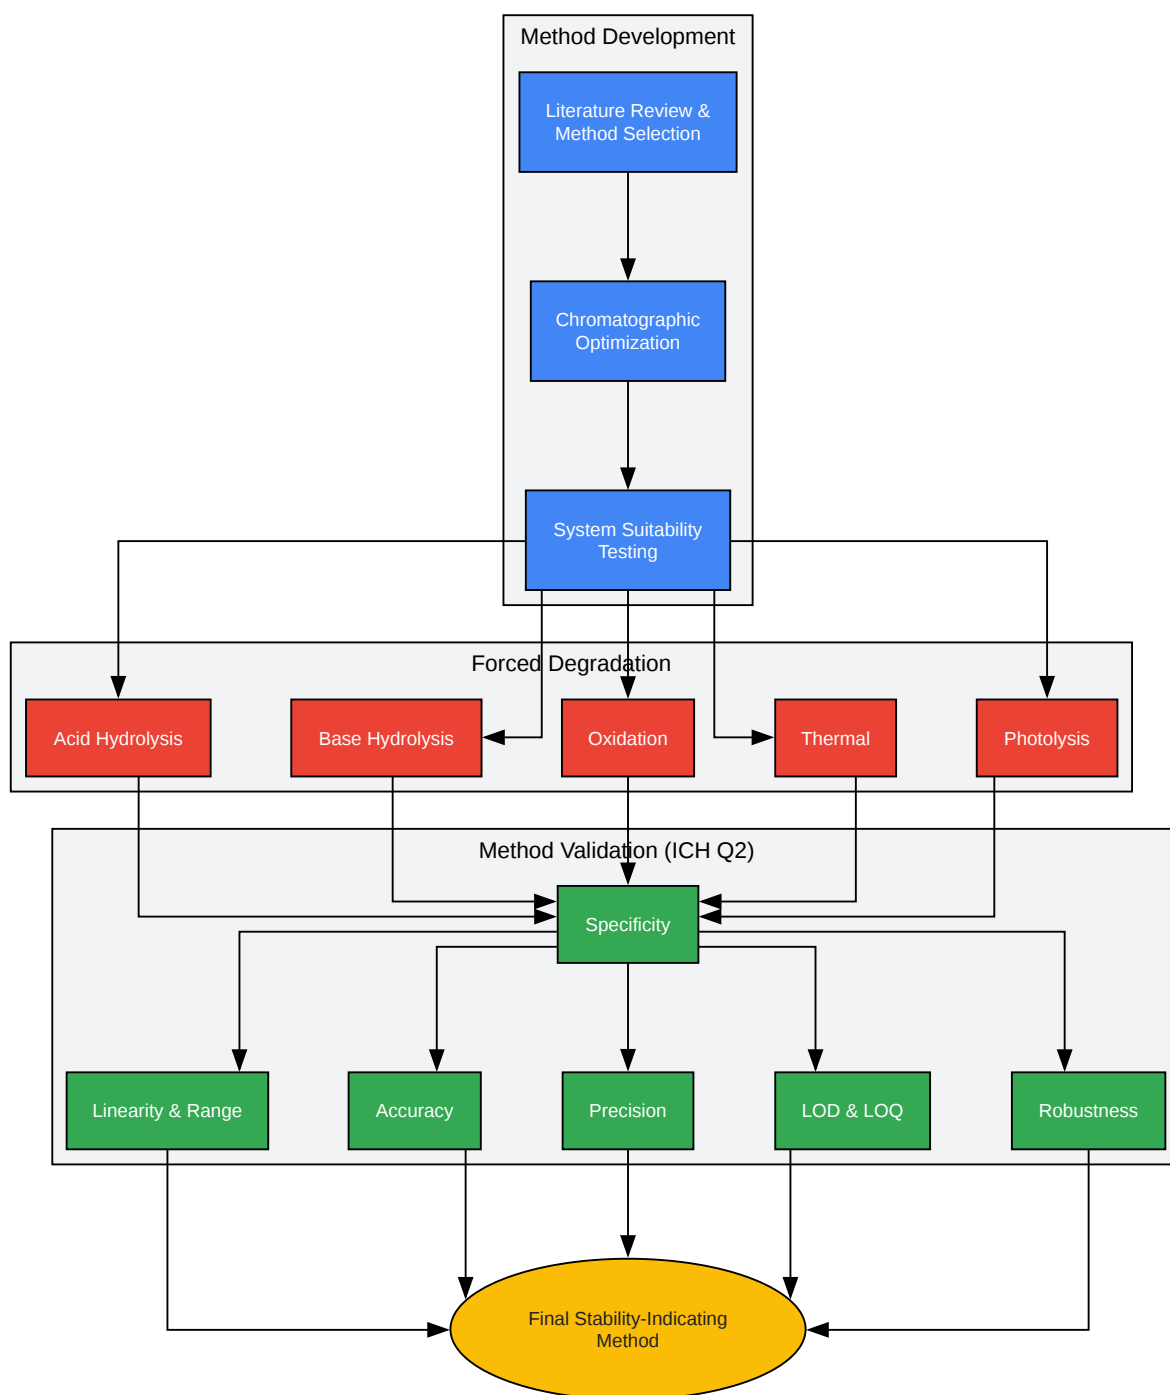 Method Development
Literature Review &
Method Selection
Chromatographic
Optimization
System Suitability
Testing
Forced Degradation
Acid Hydrolysis
Base Hydrolysis
Oxidation
Thermal
Photolysis
Method Validation (ICH Q2)
Specificity
Linearity & Range
Accuracy
Precision
LOD & LOQ
Robustness
Final Stability-Indicating
Method